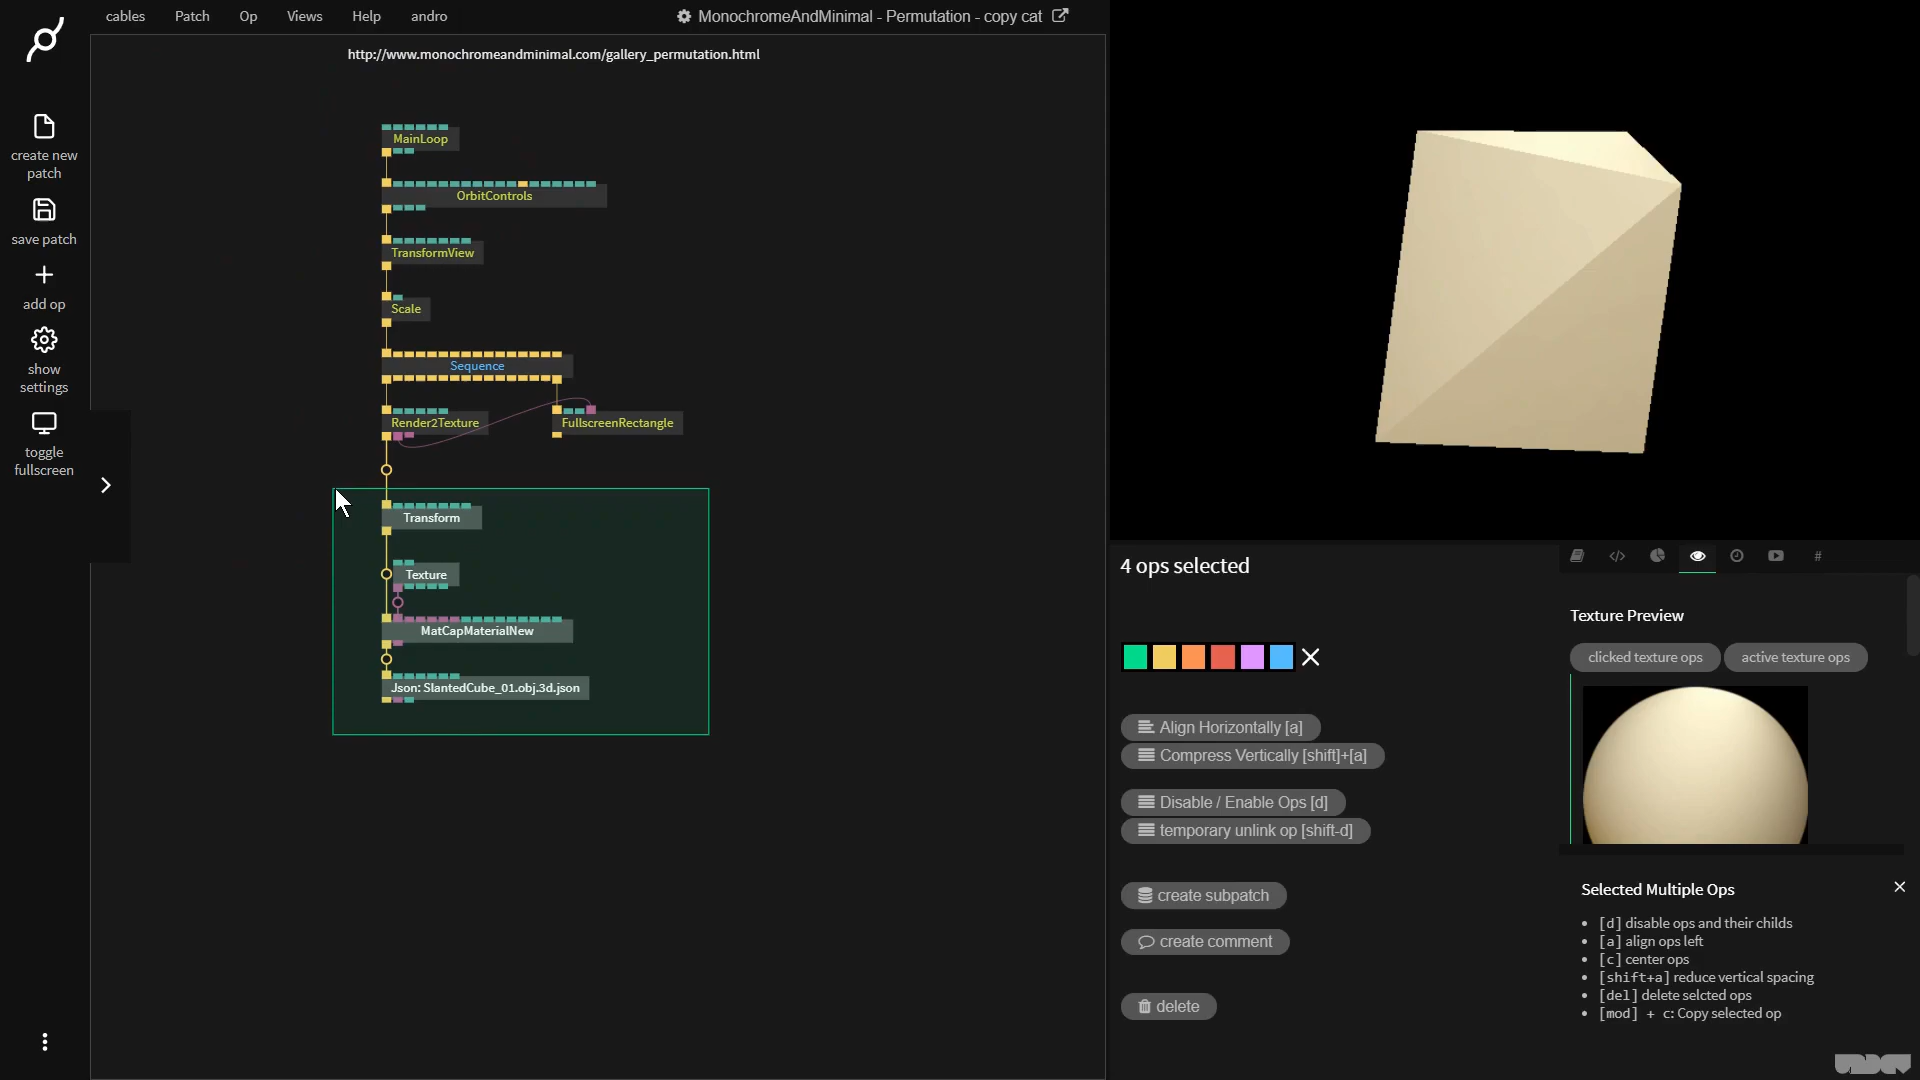 cables Patch Op Views Help andro
MonochromeAndMinimal - Permutation - copy cat
create new
patch
save patch
add op
show
settings
toggle
fullscreen
http://www.monochromeandminimal.com/gallery_permutation.html
MainLoop
OrbitControls
TransformView
Scale
Sequence
Render2Texture FullscreenRectangle
Transform
Texture
MatCapMaterialNew
Json: SlantedCube_01.obj.3d.json
4 ops selected
Align Horizontally [a]
Compress Vertically [shift]+[a]
Disable / Enable Ops [d]
temporary unlink op [shift-d]
create subpatch
create comment
delete
#
Texture Preview
clicked texture ops active texture ops
Selected Multiple Ops
[d] disable ops and their childs
[a] align ops left
[c] center ops
[shift+a] reduce vertical spacing
[del] delete selcted ops
[mod] + c: Copy selected op